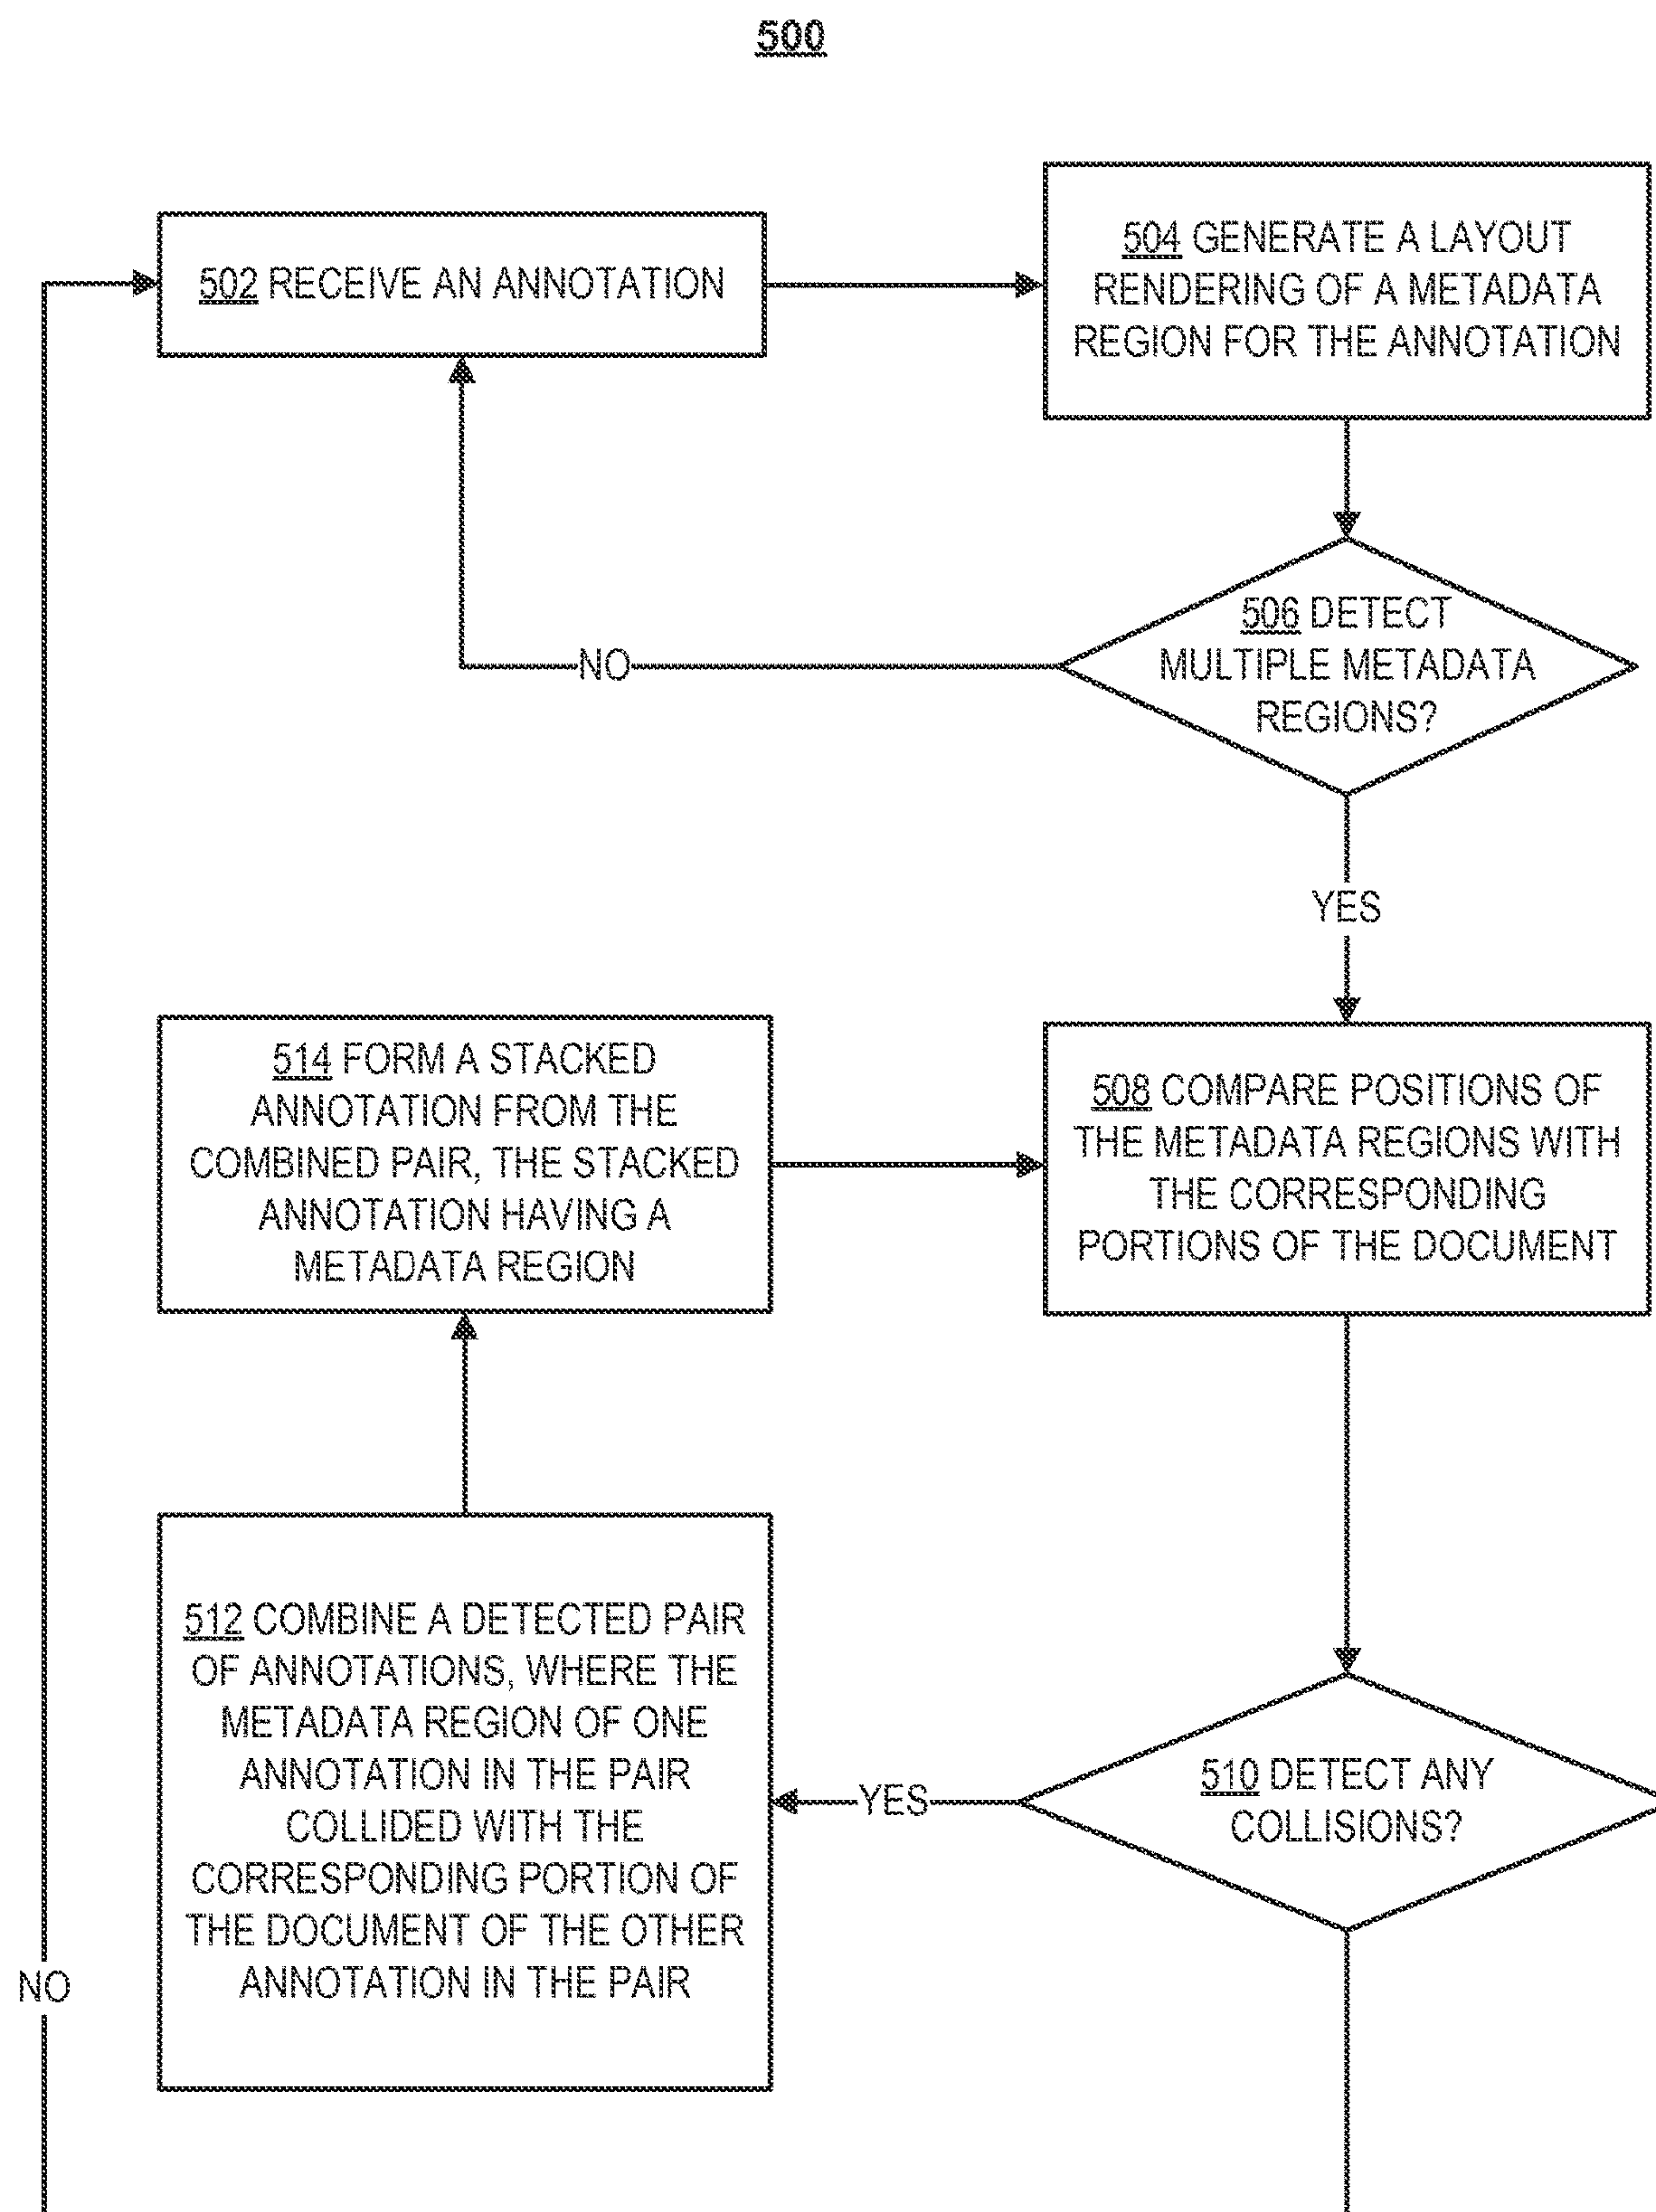 500
502 RECEIVE AN ANNOTATION
504 GENERATE A LAYOUT
RENDERING OF A METADATA
REGION FOR THE ANNOTATION
506 DETECT
MULTIPLE METADATA
REGIONS?
NO
YES
514 FORM A STACKED
ANNOTATION FROM THE
COMBINED PAIR, THE STACKED
ANNOTATION HAVING A
METADATA REGION
508 COMPARE POSITIONS OF
THE METADATA REGIONS WITH
THE CORRESPONDING
PORTIONS OF THE DOCUMENT
512 COMBINE A DETECTED PAIR
OF ANNOTATIONS, WHERE THE
METADATA REGION OF ONE
ANNOTATION IN THE PAIR
COLLIDED WITH THE
CORRESPONDING PORTION OF
THE DOCUMENT OF THE OTHER
ANNOTATION IN THE PAIR
YES
510 DETECT ANY
COLLISIONS?
NO